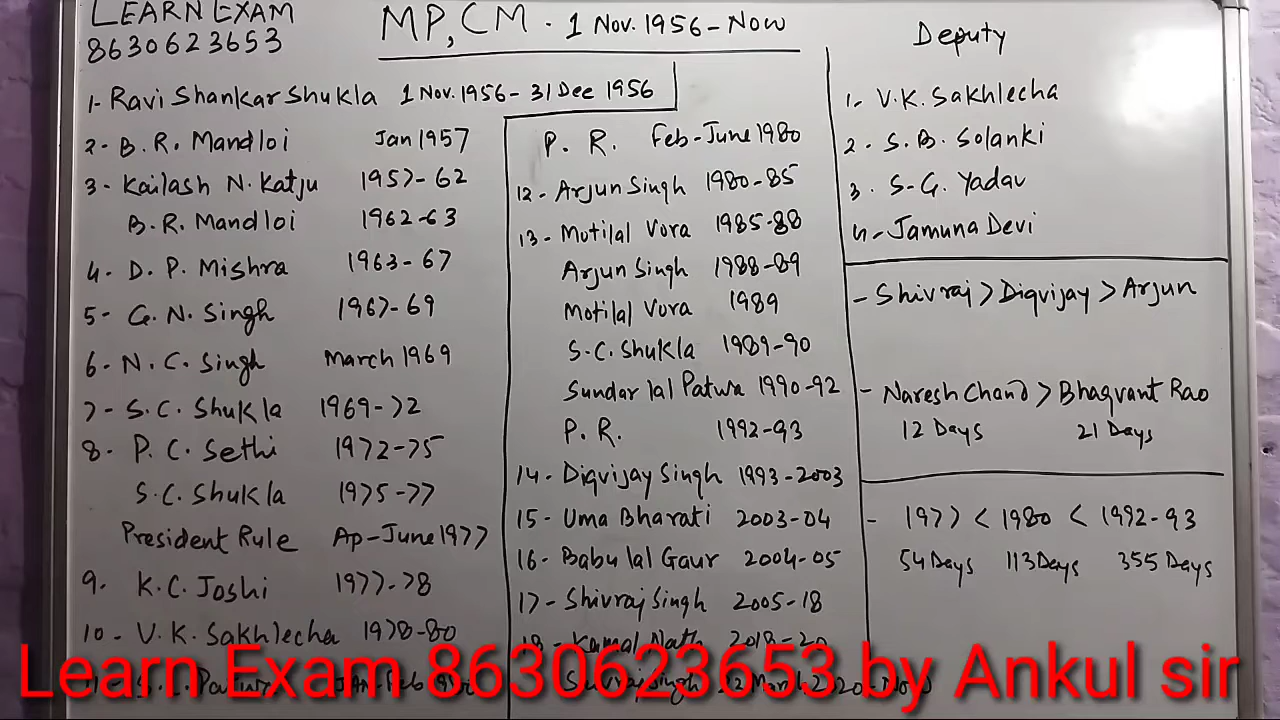 LEARN EXAM
8630623653
MP, CM . 1 Nov. 1956 - Now
1- Ravi Shankar Shukla 1 Nov. 1956 - 31 Dec 1956
2- B. R. Mandloi Jan 1957
3- Kailash N. Katju 1957-62
B. R. Mandloi 1962-63
4- D. P. Mishra 1963-67
5- G. N. Singh 1967-69
6- N. C. Singh March 1969
7- S. C. Shukla 1969-72
8- P. C. Sethi 1972-75
S. C. Shukla 1975-77
President Rule Ap-June 1977
9. K. C. Joshi 1977-78
10- V. K. Sakhlecha 1978-80
P. R. Feb-June 1980
12- Arjun Singh 1980-85
13- Motilal Vora 1985-88
Arjun Singh 1988-89
Motilal Vora 1989
S. C. Shukla 1989-90
Sundar lal Patwa 1990-92
P. R. 1992-93
14- Digvijay Singh 1993-2003
15- Uma Bharati 2003-04
16- Babu lal Gaur 2004-05
17- Shivraj Singh 2005-18
18- Kamal Nath 2018-20
Deputy
1- V. K. Sakhlecha
2. S. B. Solanki
3. S. G. Yadav
4- Jamuna Devi
- Shivraj > Digvijay > Arjun
- Naresh Chand > Bhagvant Rao
12 Days 21 Days
- 1977 < 1980 < 1992-93
54 Days 113 Days 355 Days
Learn Exam 8630623653 by Ankul sir